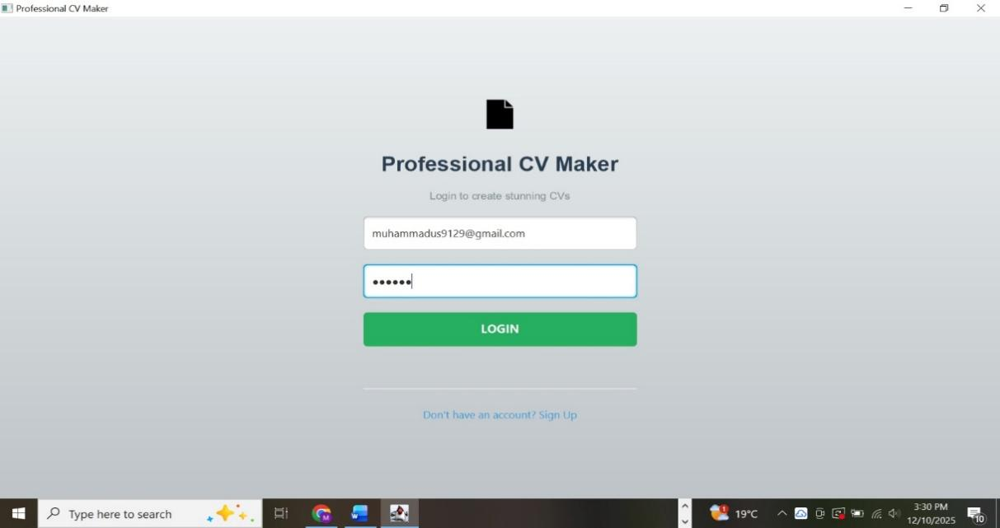 Professional CV Maker
Professional CV Maker
Login to create stunning CVs
muhammadus9129@gmail.com
••••••
LOGIN
Don't have an account? Sign Up
Type here to search
19°C
3:30 PM
12/10/2025
10